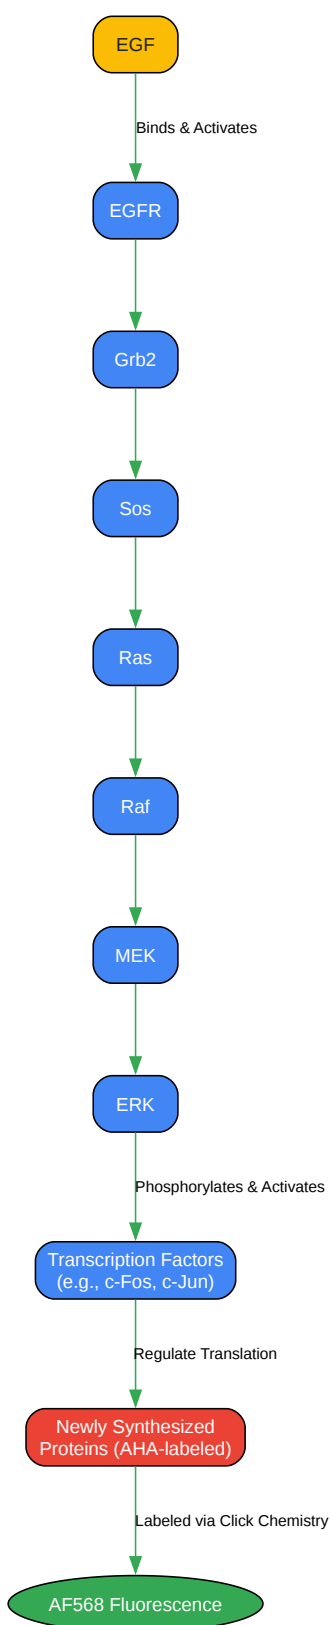 EGF
Binds & Activates
EGFR
Grb2
Sos
Ras
Raf
MEK
ERK
Phosphorylates & Activates
Transcription Factors
(e.g., c-Fos, c-Jun)
Regulate Translation
Newly Synthesized
Proteins (AHA-labeled)
Labeled via Click Chemistry
AF568 Fluorescence